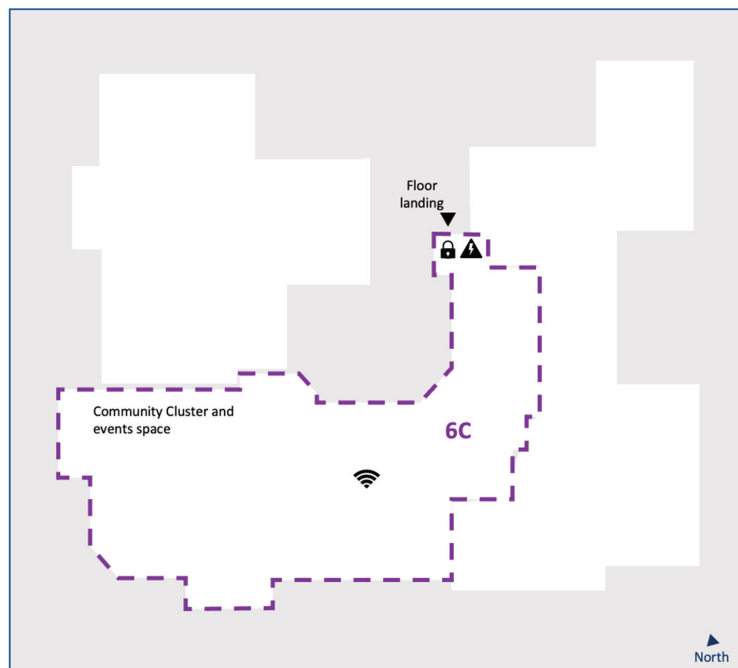 Floor
landing
Community Cluster and
events space
6C
North